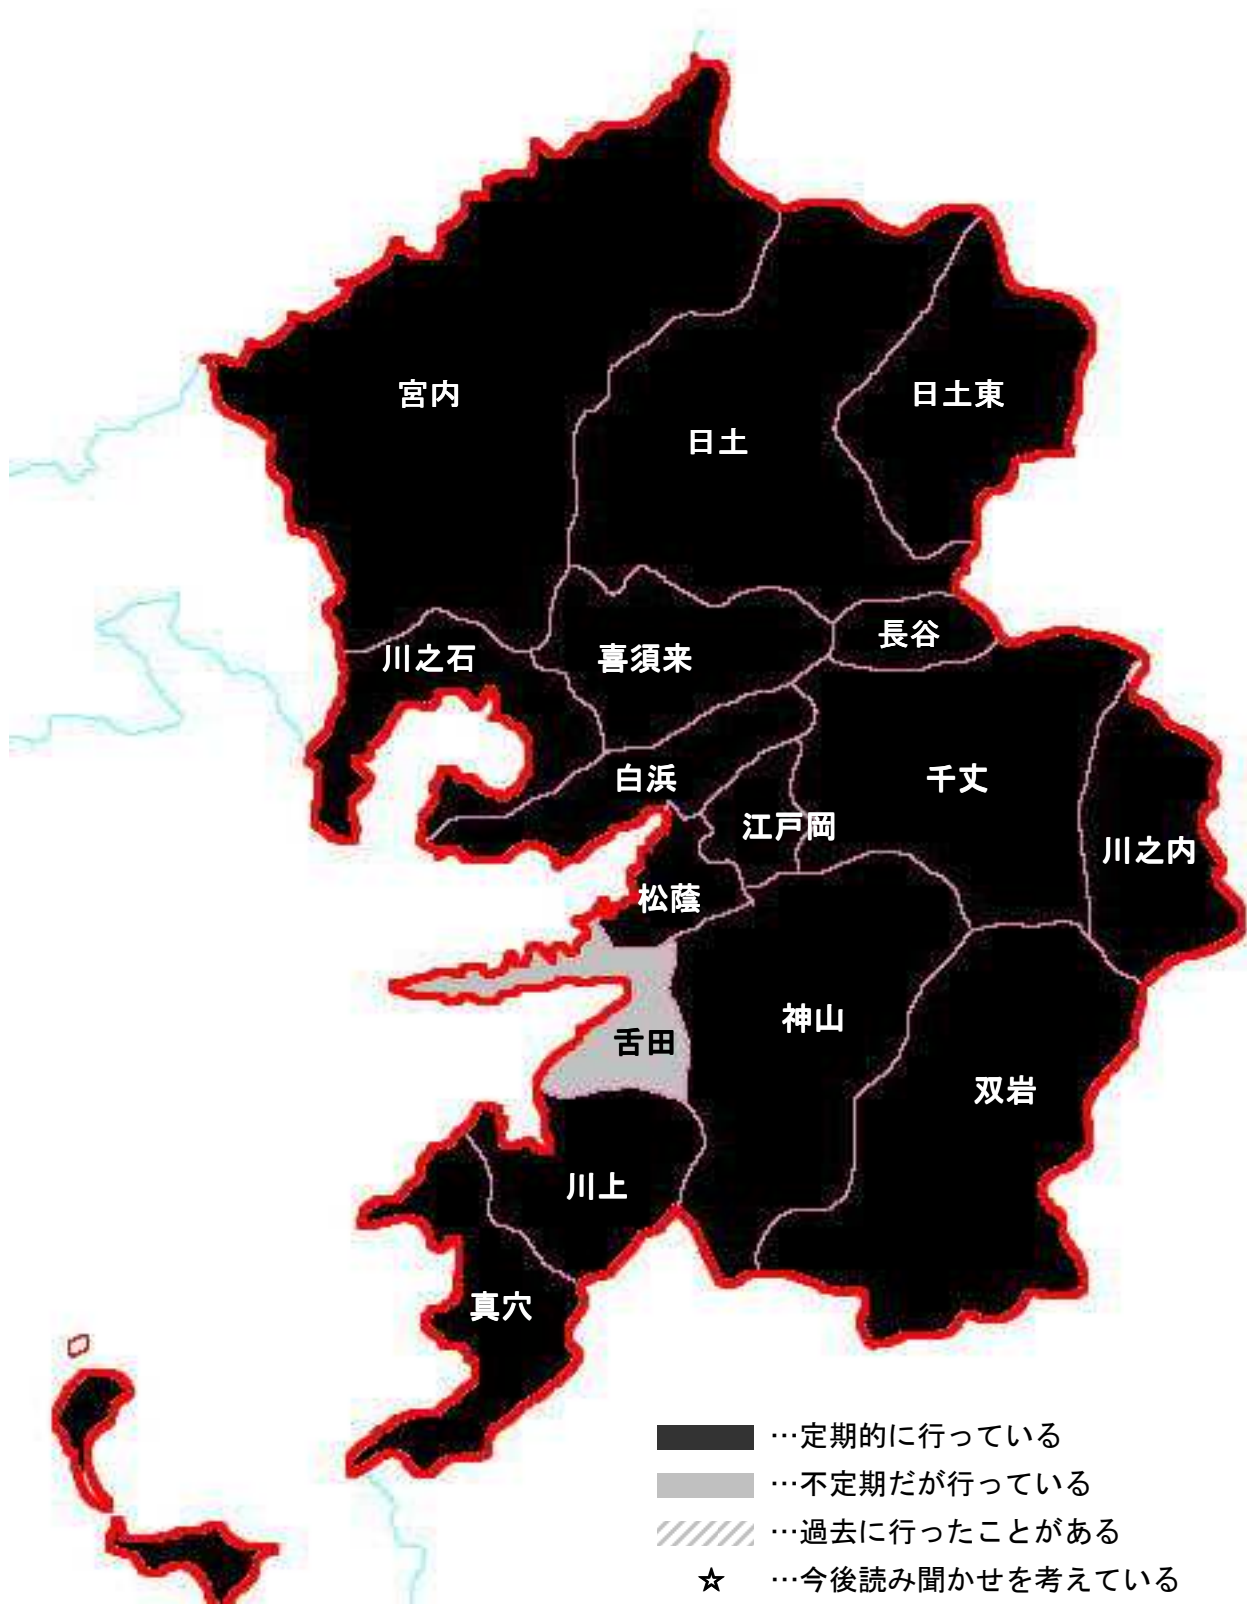 宮内
日土東
日土
長谷
川之石
喜須来
白浜
千丈
江戸岡
川之内
松蔭
神山
舌田
双岩
川上
真穴
…定期的に行っている
…不定期だが行っている
…過去に行ったことがある
☆ …今後読み聞かせを考えている